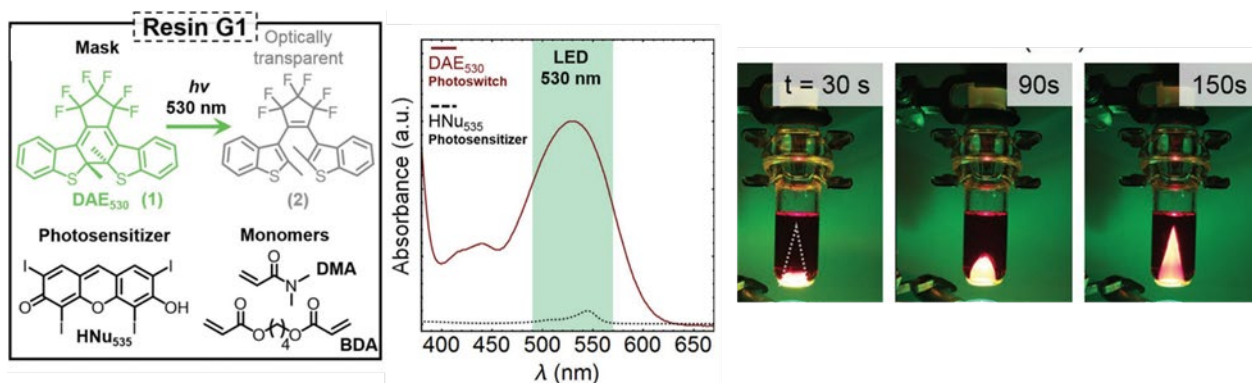 Resin G1
Mask
Optically
transparent
F F
F F
F F
hv
530 nm
F F
F F
F F
S S
DAE530 (1)
S S
(2)
Photosensitizer
Monomers
I I
O O OH
I I
HNu535
O
N
DMA
O
O 4 O
O
BDA
DAE530
Photoswitch
HNu535
Photosensitizer
LED
530 nm
Absorbance (a.u.)
400 450 500 550 600 650
λ (nm)
t = 30 s
90s
150s